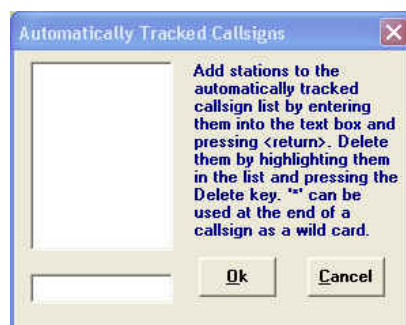 Automatically Tracked Callsigns
Add stations to the
automatically tracked
callsign list by entering
them into the text box and
pressing <return>. Delete
them by highlighting them
in the list and pressing the
Delete key. '*' can be
used at the end of a
callsign as a wild card.
Ok
Cancel